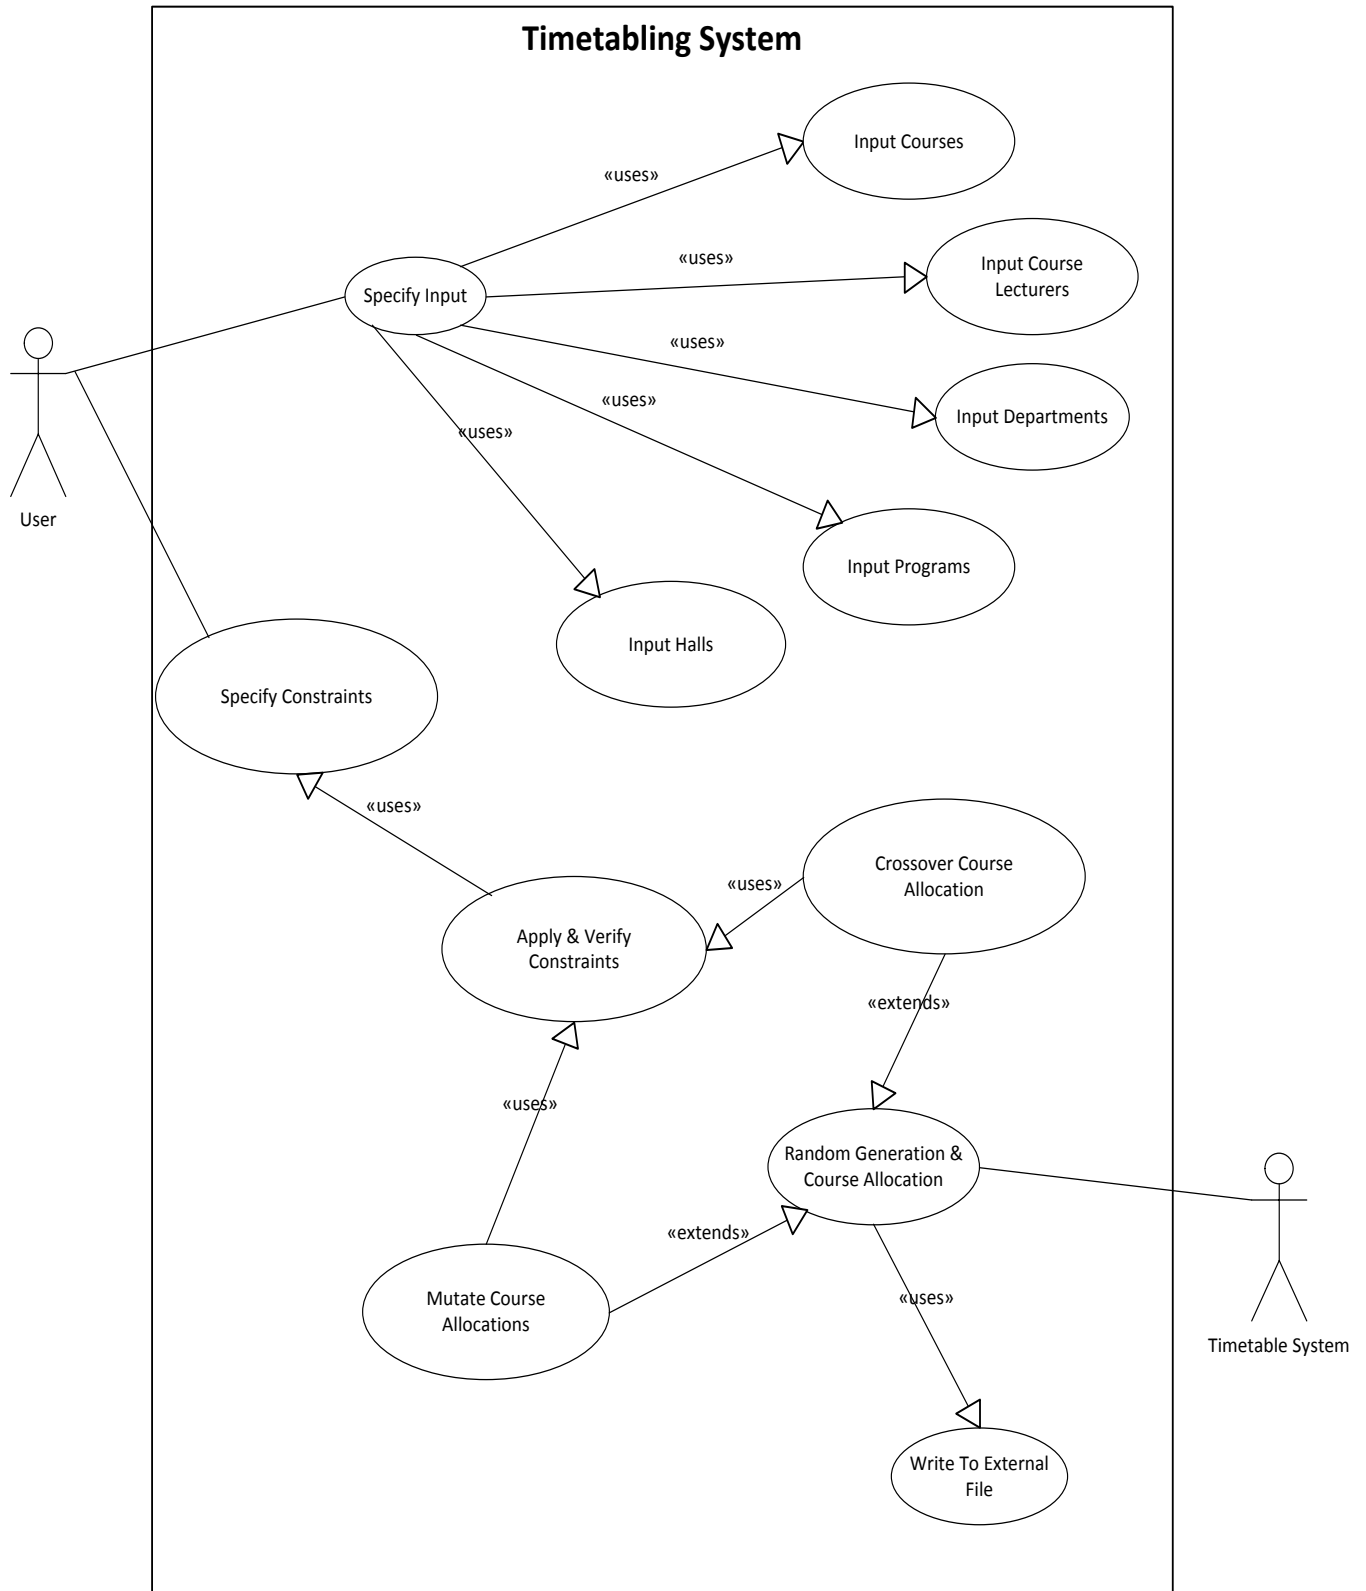 Timetabling System
Input Courses
«uses»
Input Course
Lecturers
«uses»
Specify Input
«uses»
Input Departments
«uses»
«uses»
User
Input Programs
Input Halls
Specify Constraints
«uses»
Crossover Course
Allocation
«uses»
Apply & Verify
Constraints
«extends»
«uses»
Random Generation &
Course Allocation
«extends»
Mutate Course
Allocations
«uses»
Timetable System
Write To External
File